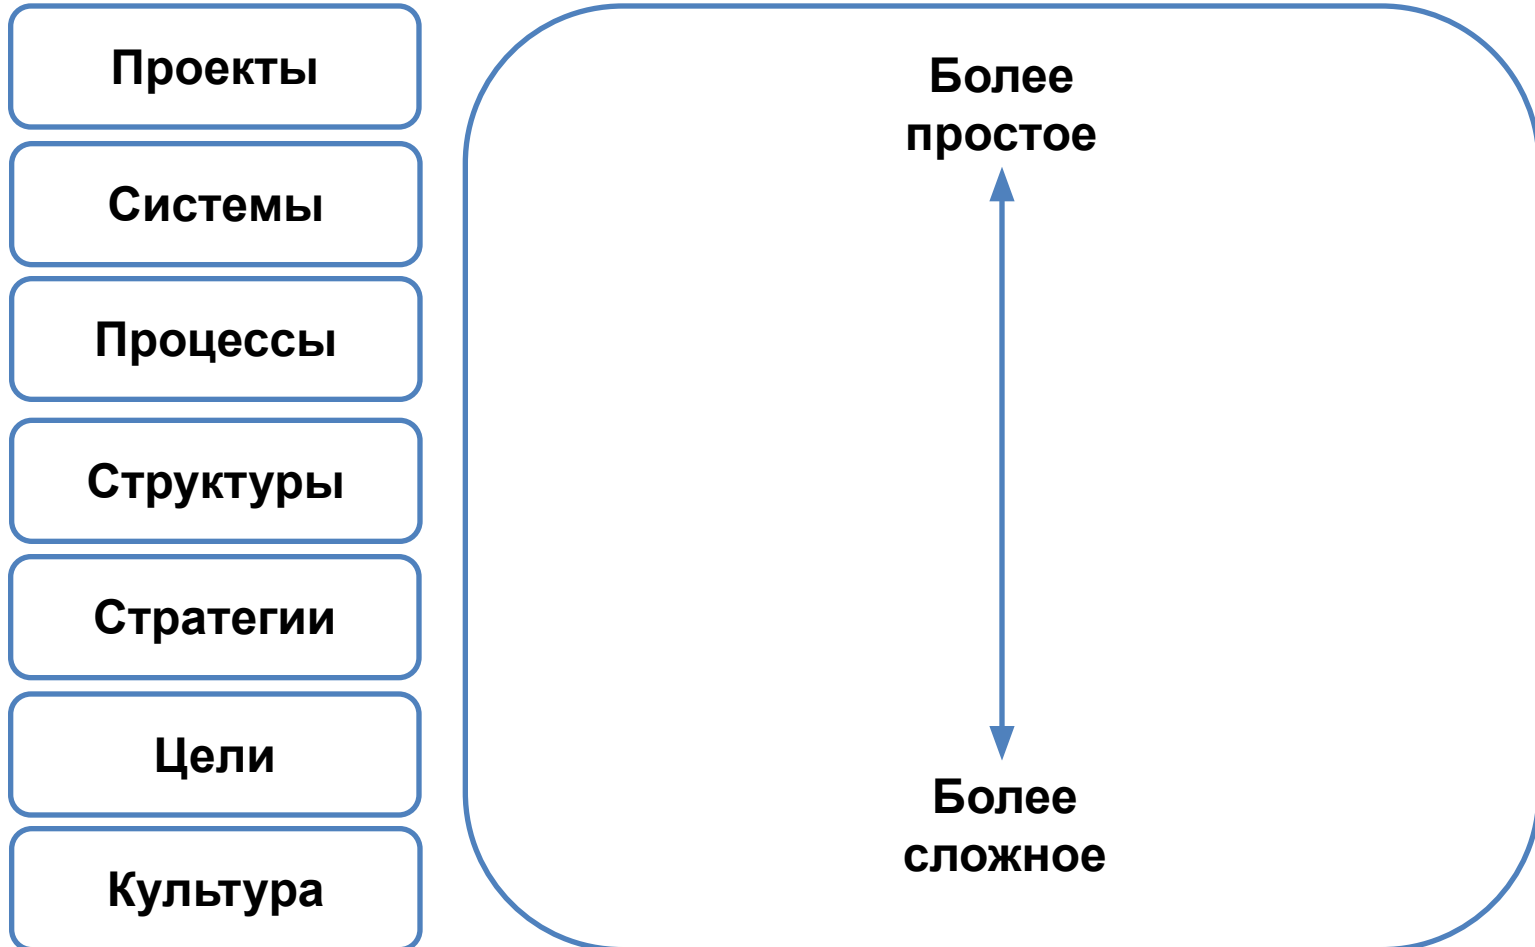 Проекты
Системы
Процессы
Структуры
Стратегии
Цели
Культура
Более
простое
Более
сложное